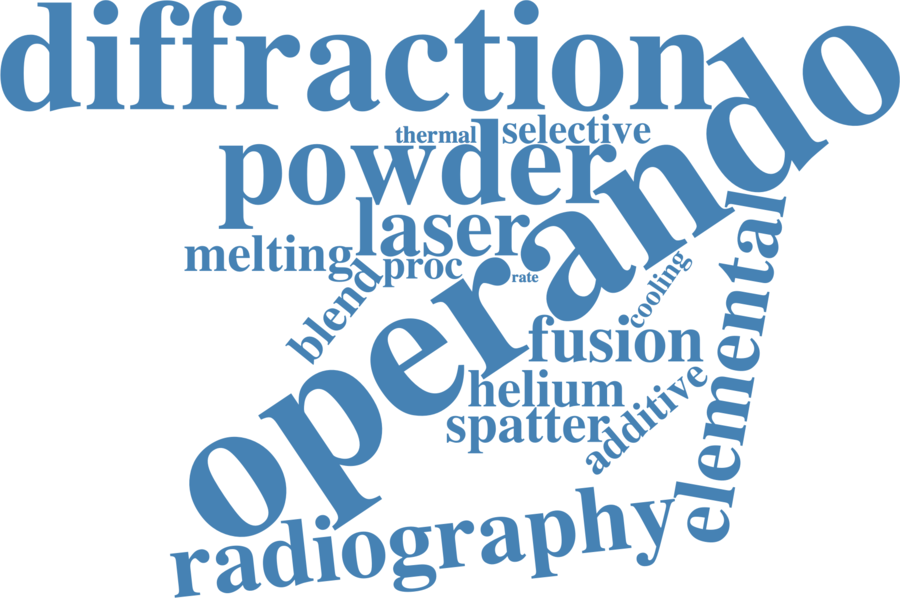 diffraction
operando
thermal
selective
powder
laser
melting
proc
rate
blend
cooling
elemental
fusion
helium
additive
spatter
radiography